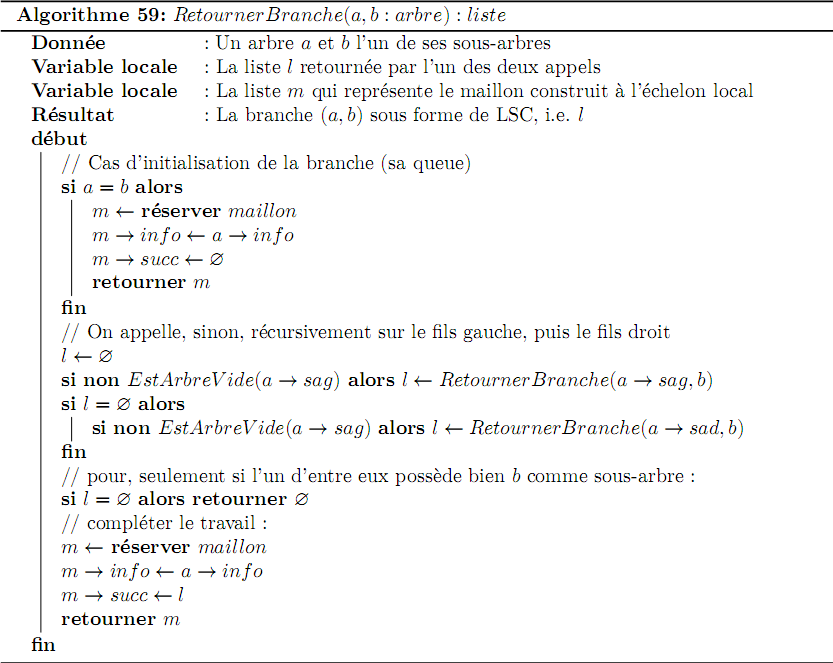 Algorithme 59: RetournerBranche(a, b : arbre) : liste
Donnée : Un arbre a et b l'un de ses sous-arbres
Variable locale : La liste l retournée par l'un des deux appels
Variable locale : La liste m qui représente le maillon construit à l'échelon local
Résultat : La branche (a, b) sous forme de LSC, i.e. l
début
// Cas d'initialisation de la branche (sa queue)
si a = b alors
m ← réserver maillon
m → info ← a → info
m → succ ← ∅
retourner m
fin
// On appelle, sinon, récursivement sur le fils gauche, puis le fils droit
l ← ∅
si non EstArbreVide(a → sag) alors l ← RetournerBranche(a → sag, b)
si l = ∅ alors
si non EstArbreVide(a → sag) alors l ← RetournerBranche(a → sad, b)
fin
// pour, seulement si l'un d'entre eux possède bien b comme sous-arbre :
si l = ∅ alors retourner ∅
// compléter le travail :
m ← réserver maillon
m → info ← a → info
m → succ ← l
retourner m
fin